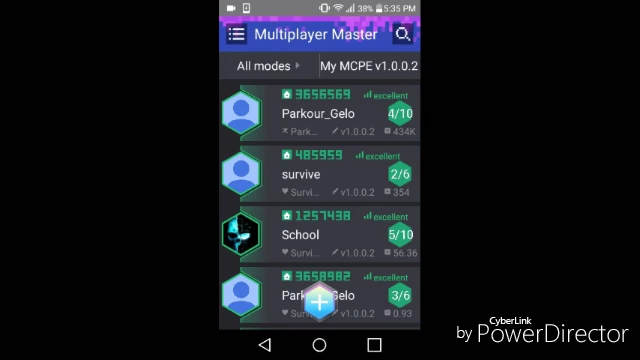 38% 5:35 PM
Multiplayer Master
All modes My MCPE v1.0.0.2
3656569 excellent
Parkour_Gelo 4/10
Park... v1.0.0.2 434K
485959 excellent
survive 2/6
Survi... v1.0.0.2 354
1257438 excellent
School 5/10
Survi... v1.0.0.2 56.36
3658982 excellent
Gelo 3/6
v1.0.0.2 0.93
CyberLink
by PowerDirector